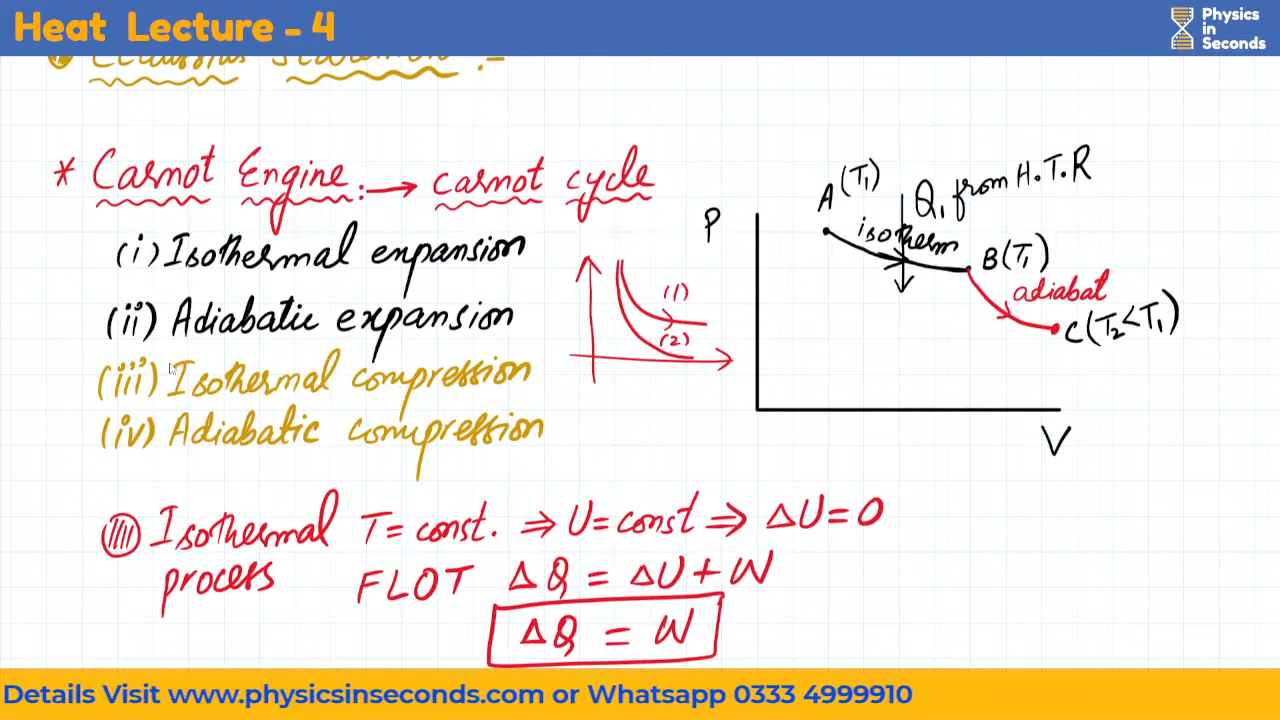 Heat Lecture - 4
Physics
in
Seconds
* Carnot Engine :→ carnot cycle
(i) Isothermal expansion
(ii) Adiabatic expansion
(iii) Isothermal compression
(iv) Adiabatic compression
(1)
(2)
P
A (T₁)
Q₁ from H.T.R
isotherm
B (T₁)
adiabat
C (T₂ < T₁)
V
Isothermal process
T = const. ⇒ U = const ⇒ ΔU = 0
FLOT ΔQ = ΔU + W
ΔQ = W
Details Visit www.physicsinseconds.com or Whatsapp 0333 4999910